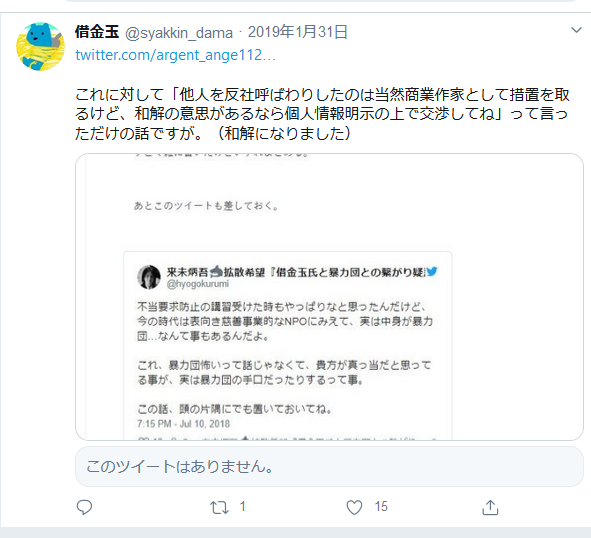 借金玉 @syakkin_dama · 2019年1月31日
twitter.com/argent_ange112...
これに対して「他人を反社呼ばわりしたのは当然商業作家として措置を取
るけど、和解の意思があるなら個人情報明示の上で交渉してね」って言っ
ただけの話ですが。（和解になりました）
あとこのツイートも差しておく。
来未炳吾 拡散希望『借金玉氏と暴力団との繋がり疑
@hyogokurumi
不当要求防止の講習受けた時もやっぱりなと思ったんだけど、
今の時代は表向き慈善事業的なNPOにみえて、実は中身が暴力
団…なんて事もあるんだよ。
これ、暴力団怖いって話じゃなくて、貴方が真っ当だと思って
る事が、実は暴力団の手口だったりするって事。
この話、頭の片隅にでも置いておいてね。
7:15 PM - Jul 10, 2018
このツイートはありません。
1 15